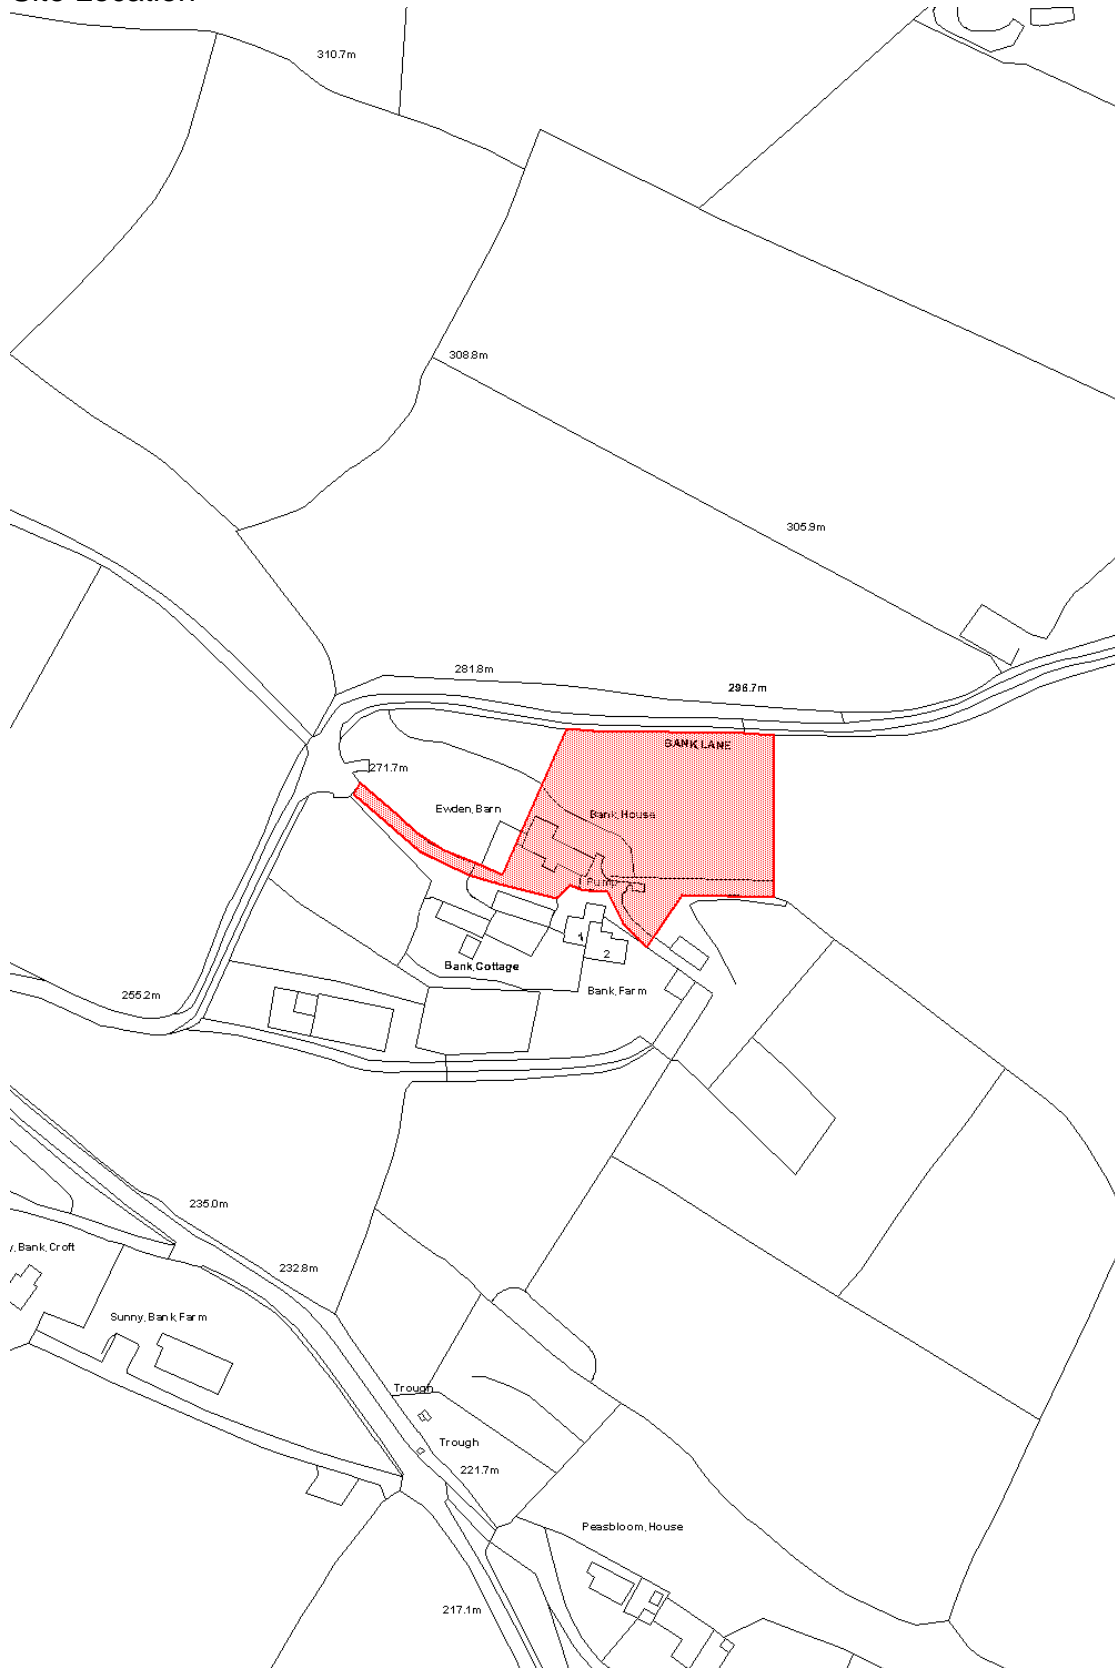 Site Location
310.7m
308.8m
305.9m
281.8m
296.7m
BANK LANE
271.7m
Ewden Barn
Bank House
Pump
1
2
Bank Cottage
Bank Farm
255.2m
235.0m
y Bank Croft
232.8m
Sunny Bank Farm
Trough
Trough
221.7m
Peasbloom House
217.1m